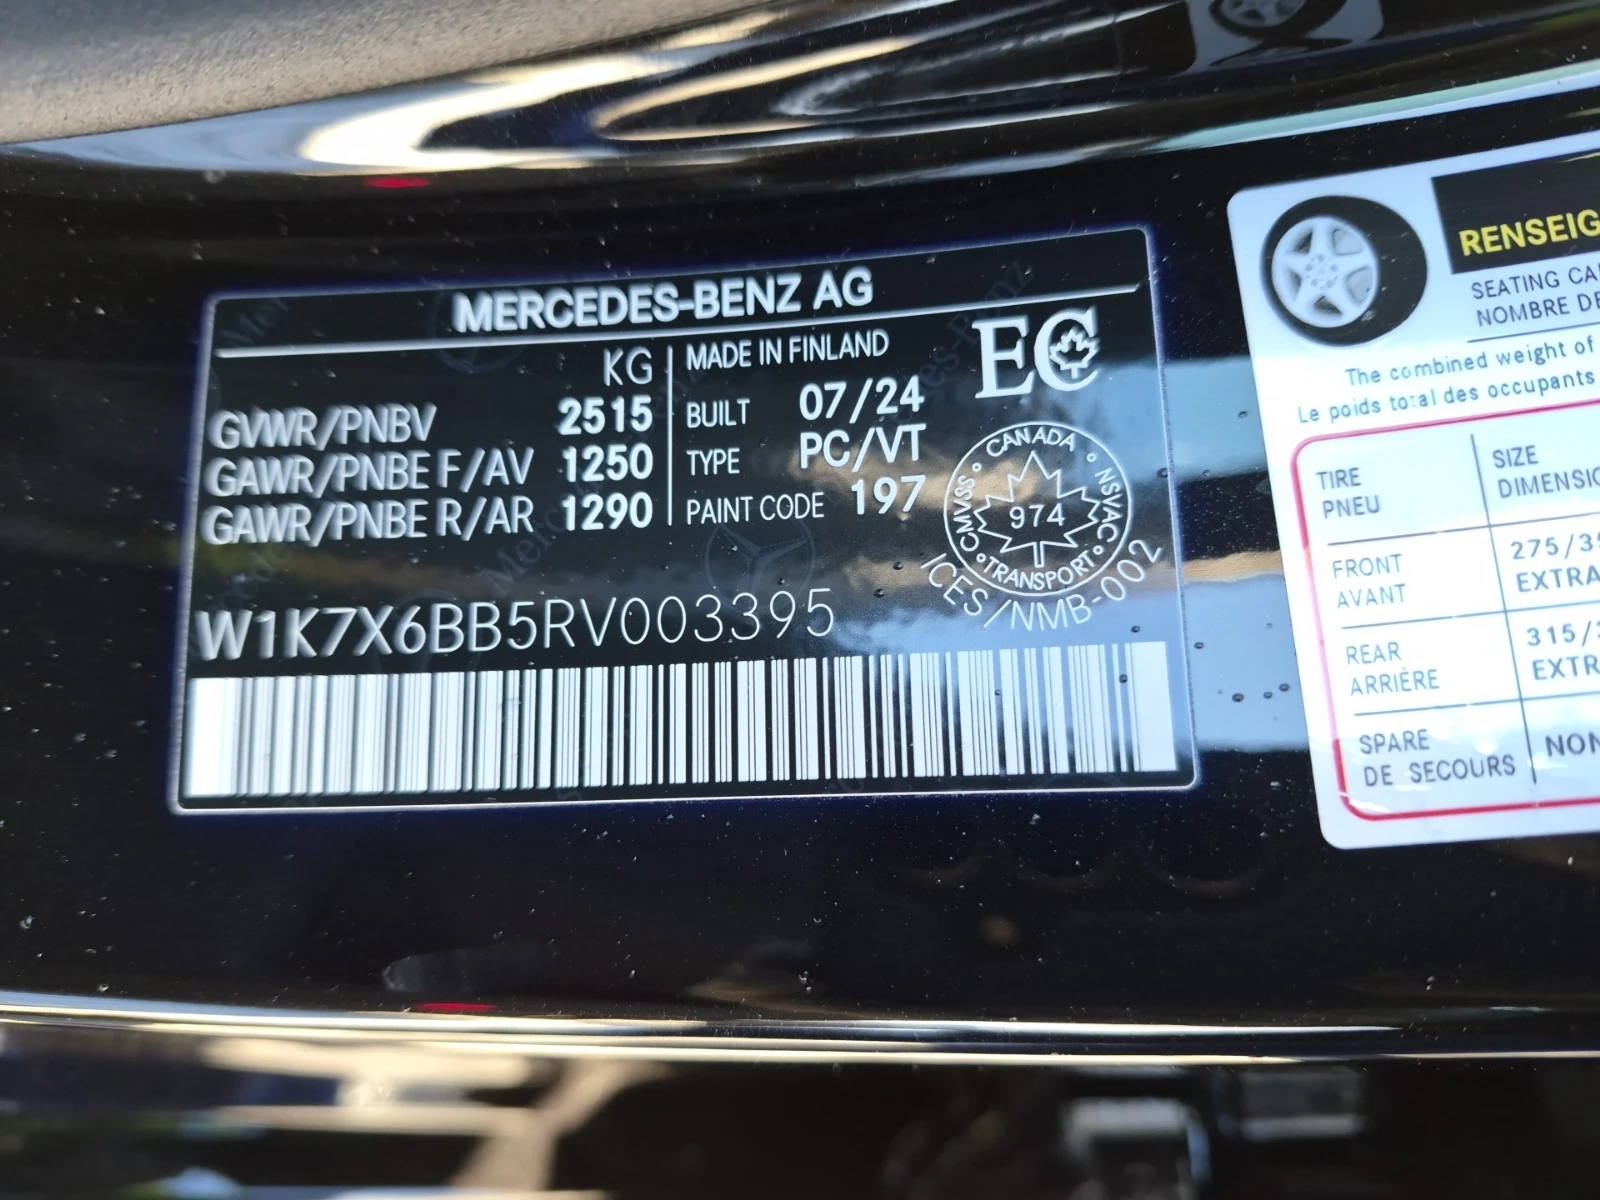 MERCEDES-BENZ AG
KG
GVWR/PNBV 2515
GAWR/PNBE F/AV 1250
GAWR/PNBE R/AR 1290
MADE IN FINLAND
BUILT 07/24
TYPE PC/VT
PAINT CODE 197
EC
CANADA
NSVAC
TRANSPORT
CMVSS
974
ICES/NMB-002
W1K7X6BB5RV003395
RENSEIG
SEATING CA
NOMBRE DE
The combined weight of
Le poids total des occupants
TIRE SIZE
PNEU DIMENSIO
FRONT 275/35
AVANT EXTRA
REAR 315/3
ARRIÈRE EXTR
SPARE NON
DE SECOURS